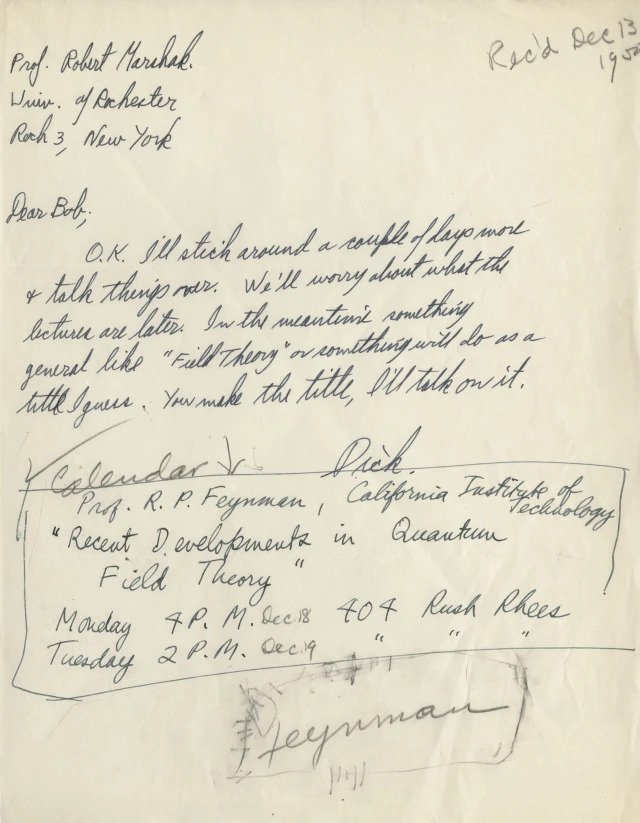 Rec'd Dec 13
1950
Prof. Robert Marshak.
Univ. of Rochester
Roch 3, New York
Dear Bob;
O.K. I'll stick around a couple of days more
& talk things over. We'll worry about what the
lectures are later. In the meantime something
general like "Field Theory" or something will do as a
title I guess. You make the title, I'll talk on it.
Dick.
Calendar
Prof. R. P. Feynman, California Institute of
Technology
"Recent Developments in Quantum
Field Theory"
Monday 4 P. M. Dec 18 404 Rush Rhees
Tuesday 2 P. M. Dec 19 " " "
Feynman